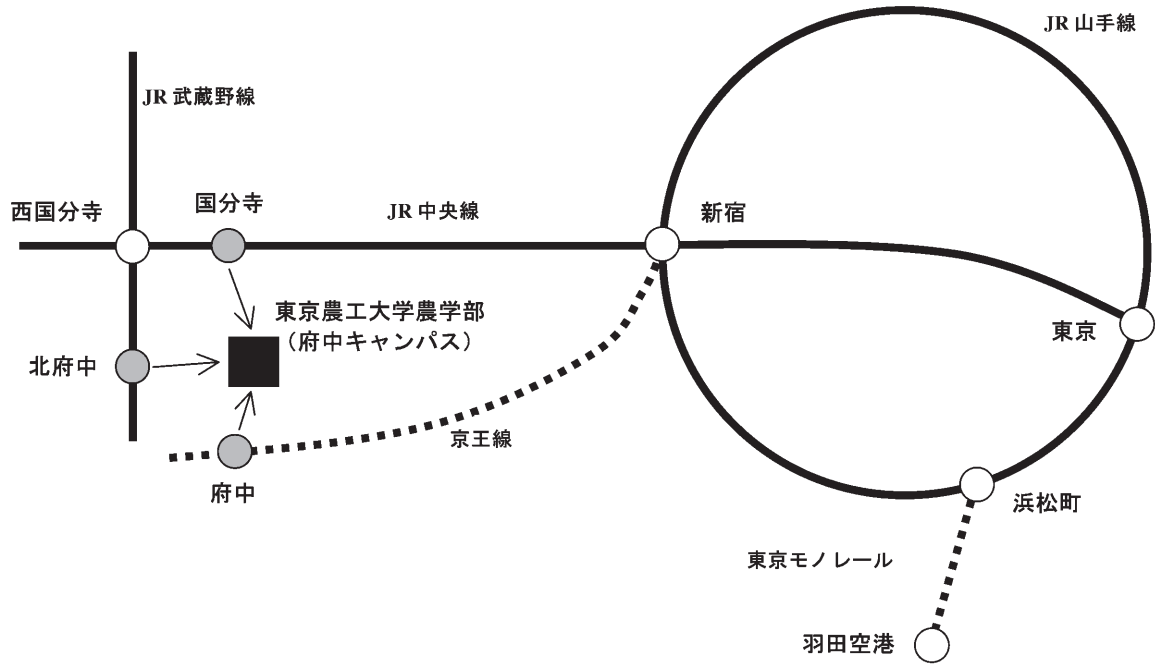 JR 山手線
JR 武蔵野線
西国分寺
国分寺
JR 中央線
新宿
東京農工大学農学部
（府中キャンパス）
東京
北府中
京王線
府中
浜松町
東京モノレール
羽田空港